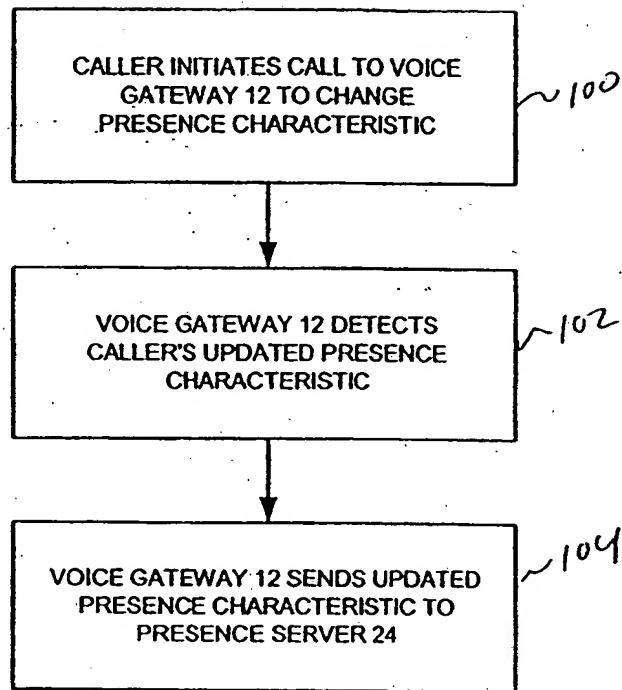 CALLER INITIATES CALL TO VOICE
GATEWAY 12 TO CHANGE
PRESENCE CHARACTERISTIC
100
VOICE GATEWAY 12 DETECTS
CALLER'S UPDATED PRESENCE
CHARACTERISTIC
102
VOICE GATEWAY 12 SENDS UPDATED
PRESENCE CHARACTERISTIC TO
PRESENCE SERVER 24
104